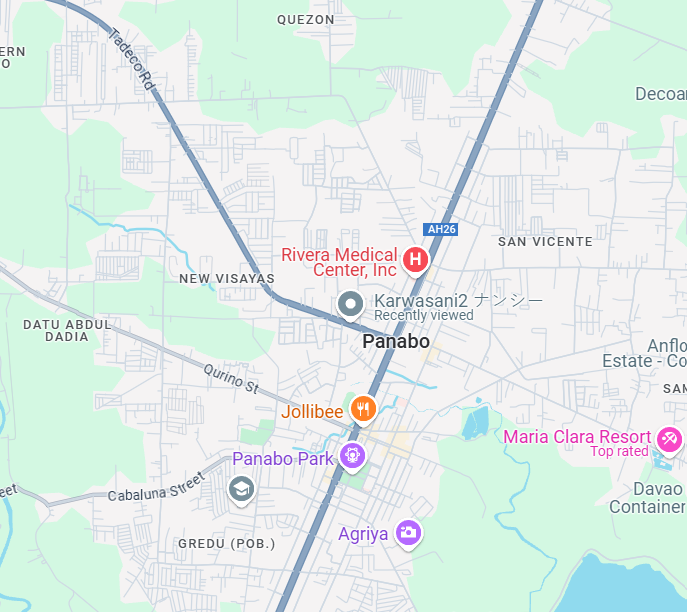 QUEZON
ERN
O
Tadeco Rd
Decoar
AH26
SAN VICENTE
Rivera Medical
Center, Inc
NEW VISAYAS
Karwasani2 ナンシー
Recently viewed
DATU ABDUL
DADIA
Panabo
Anflo
Estate - Co
Qurino St
SAM
Jollibee
Maria Clara Resort
Top rated
Panabo Park
Cabaluna Street
eet
Davao
Container
Agriya
GREDU (POB.)